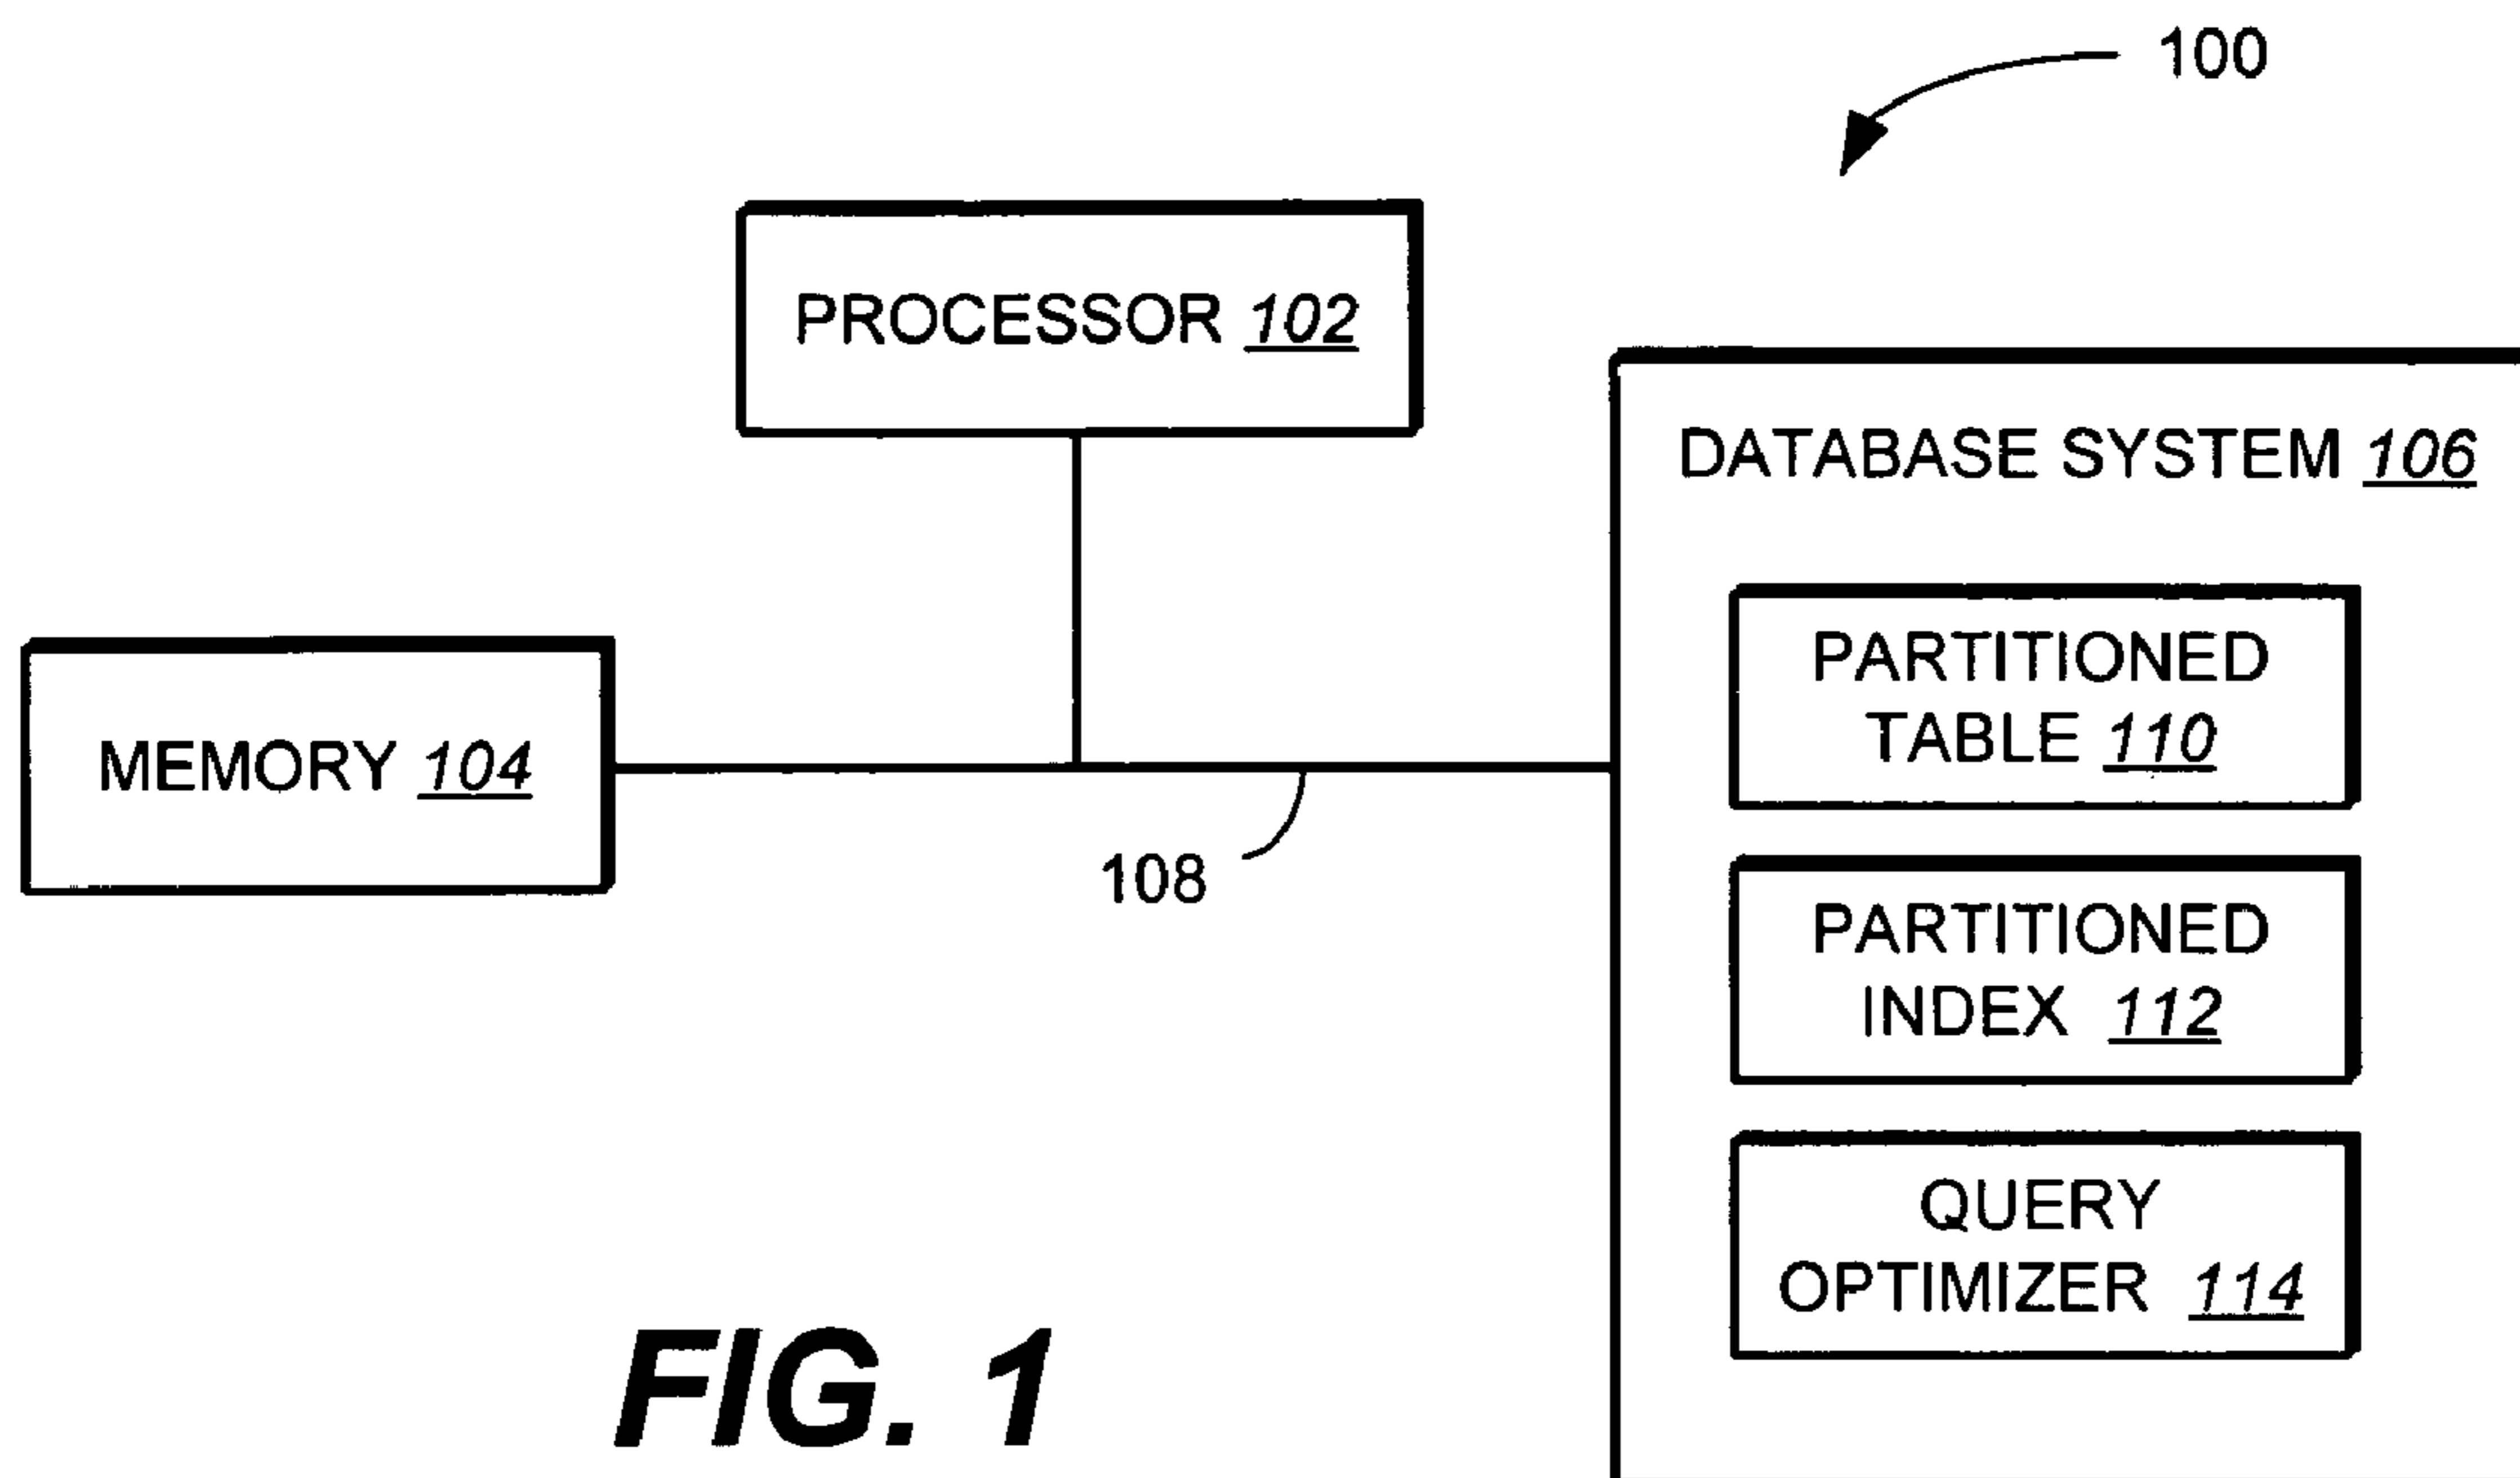 100
PROCESSOR 102
DATABASE SYSTEM 106
PARTITIONED
TABLE 110
MEMORY 104
108
PARTITIONED
INDEX 112
QUERY
OPTIMIZER 114
FIG. 1